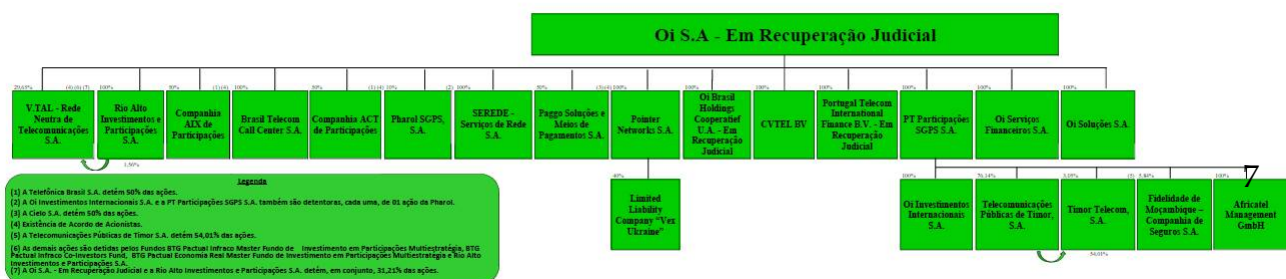 Oi S.A - Em Recuperação Judicial
29,65% (4) (6) (7)
V.TAL - Rede
Neutra de
Telecomunicações
S.A.
100%
Rio Alto
Investimentos e
Participações
S.A.
1,56%
50% (1) (4)
Companhia
AIX de
Participações
100%
Brasil Telecom
Call Center S.A.
50% (1) (4)
Companhia ACT
de Participações
10% (2)
Pharol SGPS, S.A.
100%
SEREDE -
Serviços de Rede
S.A.
50% (3) (4)
Paggo Soluções e
Meios de
Pagamentos S.A.
100%
Pointer
Networks S.A.
100%
Oi Brasil
Holdings
Cooperatief
U.A. - Em
Recuperação
Judicial
100%
CVTEL BV
100%
Portugal Telecom
International
Finance B.V. - Em
Recuperação
Judicial
100%
PT Participações
SGPS S.A.
100%
Oi Serviços
Financeiros S.A.
100%
Oi Soluções S.A.
40%
Limited
Liability
Company "Vex
Ukraine"
100%
Oi Investimentos
Internacionais
S.A.
76,14%
Telecomunicações
Públicas de Timor,
S.A.
3,05% (5)
Timor Telecom,
S.A.
54,01%
5,86%
Fidelidade de
Moçambique –
Companhia de
Seguros S.A.
100%
Africatel
Management
GmbH
7
Legenda
(1) A Telefônica Brasil S.A. detém 50% das ações.
(2) A Oi Investimentos Internacionais S.A. e a PT Participações SGPS S.A. também são detentoras, cada uma, de 01 ação da Pharol.
(3) A Cielo S.A. detém 50% das ações.
(4) Existência de Acordo de Acionistas.
(5) A Telecomunicações Públicas de Timor S.A. detém 54,01% das ações.
(6) As demais ações são detidas pelos Fundos BTG Pactual Infraco Master Fundo de Investimento em Participações Multiestratégia, BTG
Pactual Infraco Co-Investors Fund, BTG Pactual Economia Real Master Fundo de Investimento em Participações Multiestratégia e Rio Alto
Investimentos e Participações S.A.
(7) A Oi S.A. - Em Recuperação Judicial e a Rio Alto Investimentos e Participações S.A. detém, em conjunto, 31,21% das ações.